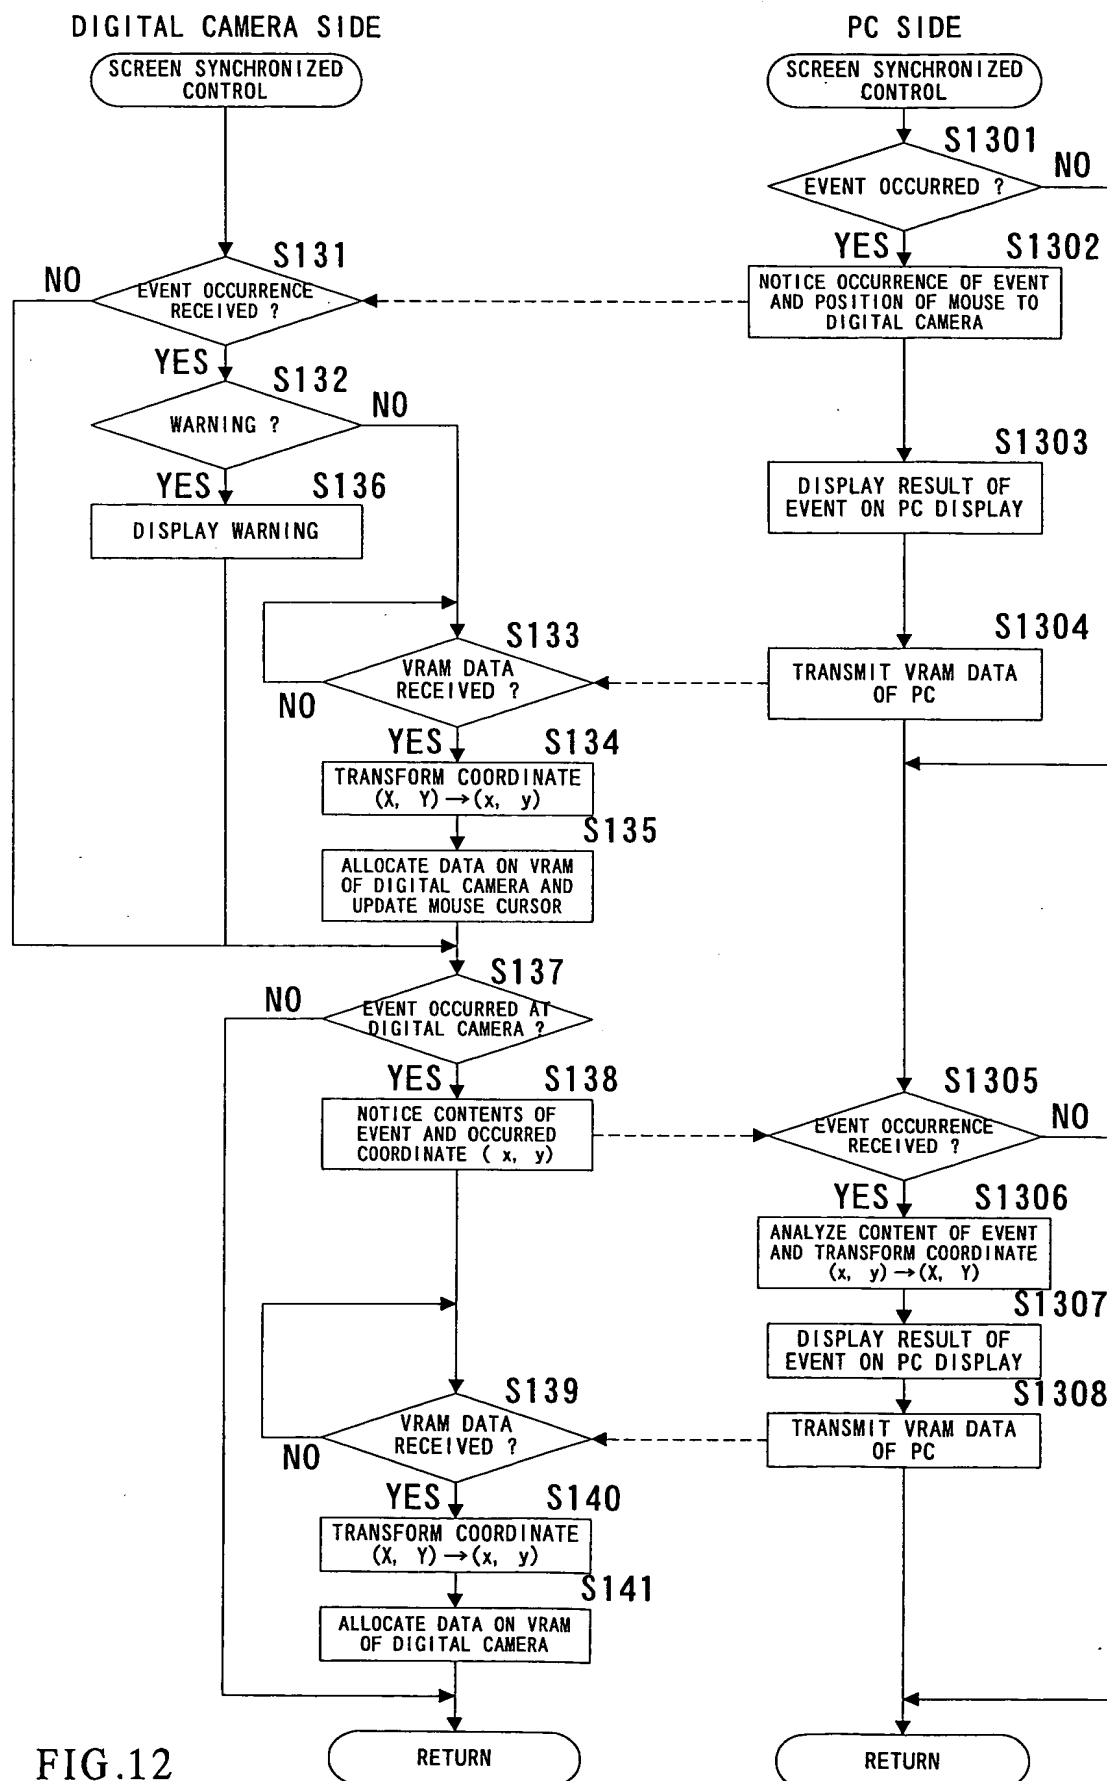 DIGITAL CAMERA SIDE
SCREEN SYNCHRONIZED
CONTROL
S131
NO
EVENT OCCURRENCE
RECEIVED ?
YES
S132
WARNING ?
NO
YES
S136
DISPLAY WARNING
S133
VRAM DATA
RECEIVED ?
NO
YES
S134
TRANSFORM COORDINATE
(X, Y) → (x, y)
S135
ALLOCATE DATA ON VRAM
OF DIGITAL CAMERA AND
UPDATE MOUSE CURSOR
S137
NO
EVENT OCCURRED AT
DIGITAL CAMERA ?
YES
S138
NOTICE CONTENTS OF
EVENT AND OCCURRED
COORDINATE ( x, y)
S139
VRAM DATA
RECEIVED ?
NO
YES
S140
TRANSFORM COORDINATE
(X, Y) → (x, y)
S141
ALLOCATE DATA ON VRAM
OF DIGITAL CAMERA
RETURN
PC SIDE
SCREEN SYNCHRONIZED
CONTROL
S1301
EVENT OCCURRED ?
NO
YES
S1302
NOTICE OCCURRENCE OF EVENT
AND POSITION OF MOUSE TO
DIGITAL CAMERA
S1303
DISPLAY RESULT OF
EVENT ON PC DISPLAY
S1304
TRANSMIT VRAM DATA
OF PC
S1305
EVENT OCCURRENCE
RECEIVED ?
NO
YES
S1306
ANALYZE CONTENT OF EVENT
AND TRANSFORM COORDINATE
(x, y) → (X, Y)
S1307
DISPLAY RESULT OF
EVENT ON PC DISPLAY
S1308
TRANSMIT VRAM DATA
OF PC
RETURN
FIG.12